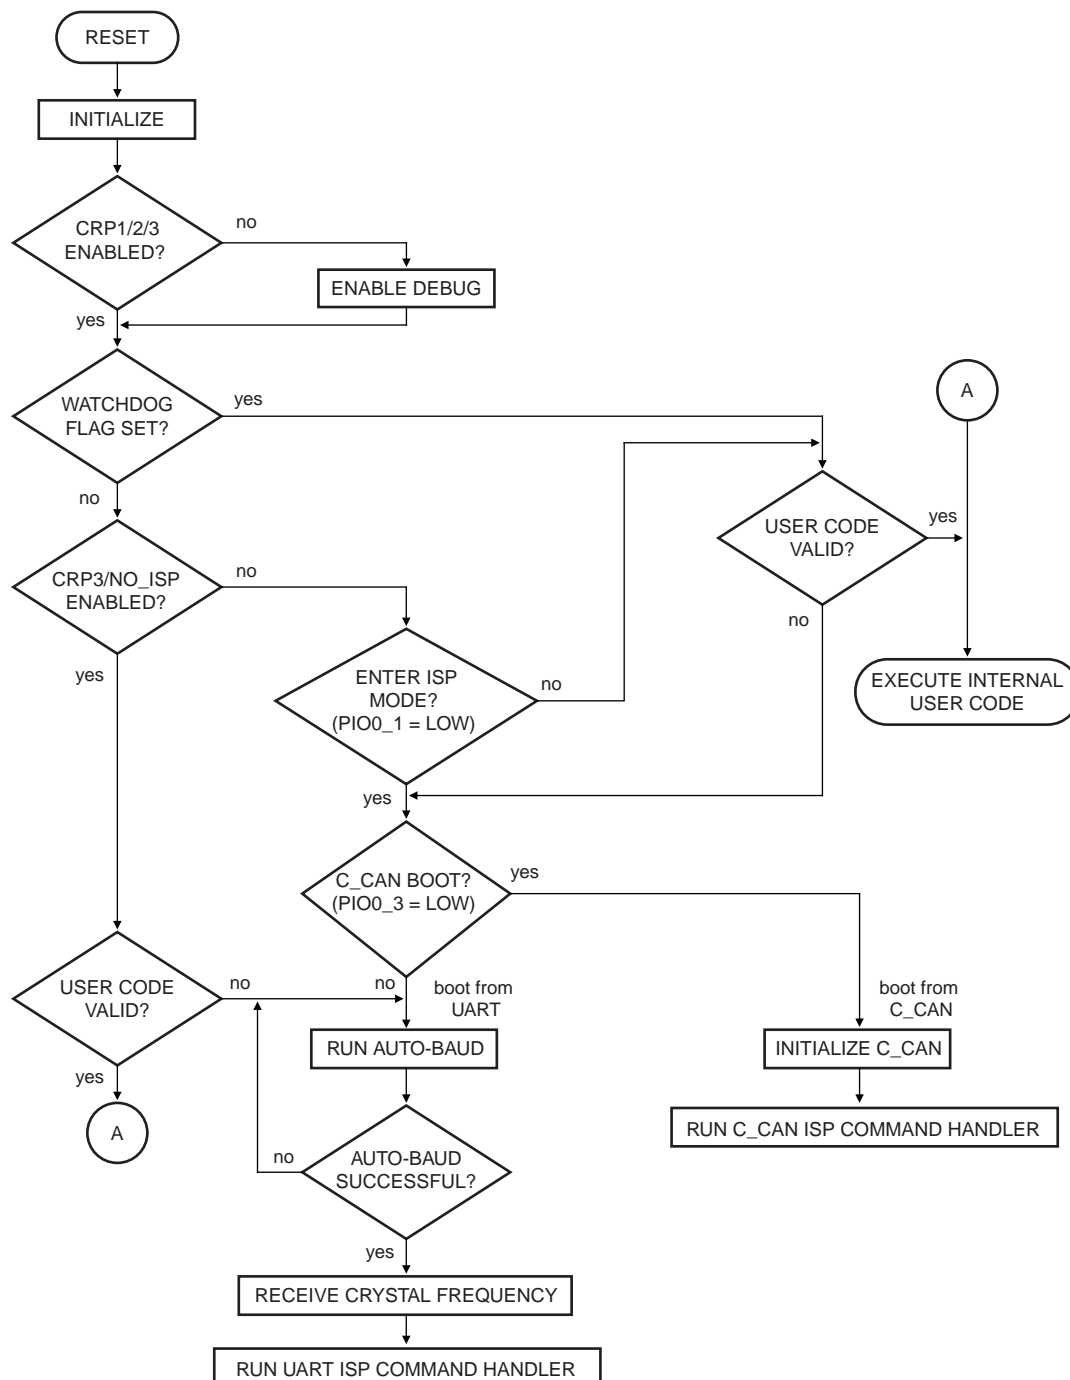 RESET
INITIALIZE
CRP1/2/3
ENABLED?
no
ENABLE DEBUG
yes
WATCHDOG
FLAG SET?
yes
A
no
USER CODE
VALID?
yes
CRP3/NO_ISP
ENABLED?
no
no
yes
ENTER ISP
MODE?
(PIO0_1 = LOW)
no
EXECUTE INTERNAL
USER CODE
yes
C_CAN BOOT?
(PIO0_3 = LOW)
yes
USER CODE
VALID?
no
no
boot from
UART
boot from
C_CAN
RUN AUTO-BAUD
INITIALIZE C_CAN
yes
A
RUN C_CAN ISP COMMAND HANDLER
no
AUTO-BAUD
SUCCESSFUL?
yes
RECEIVE CRYSTAL FREQUENCY
RUN UART ISP COMMAND HANDLER